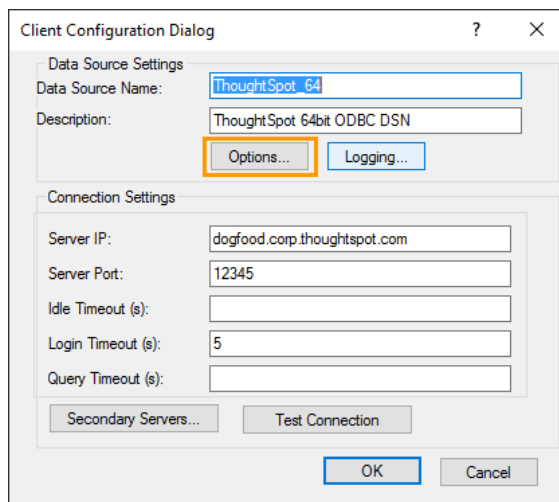 Client Configuration Dialog ?
Data Source Settings
Data Source Name: ThoughtSpot_64
Description: ThoughtSpot 64bit ODBC DSN
Options... Logging...
Connection Settings
Server IP: dogfood.corp.thoughtspot.com
Server Port: 12345
Idle Timeout (s):
Login Timeout (s): 5
Query Timeout (s):
Secondary Servers... Test Connection
OK Cancel